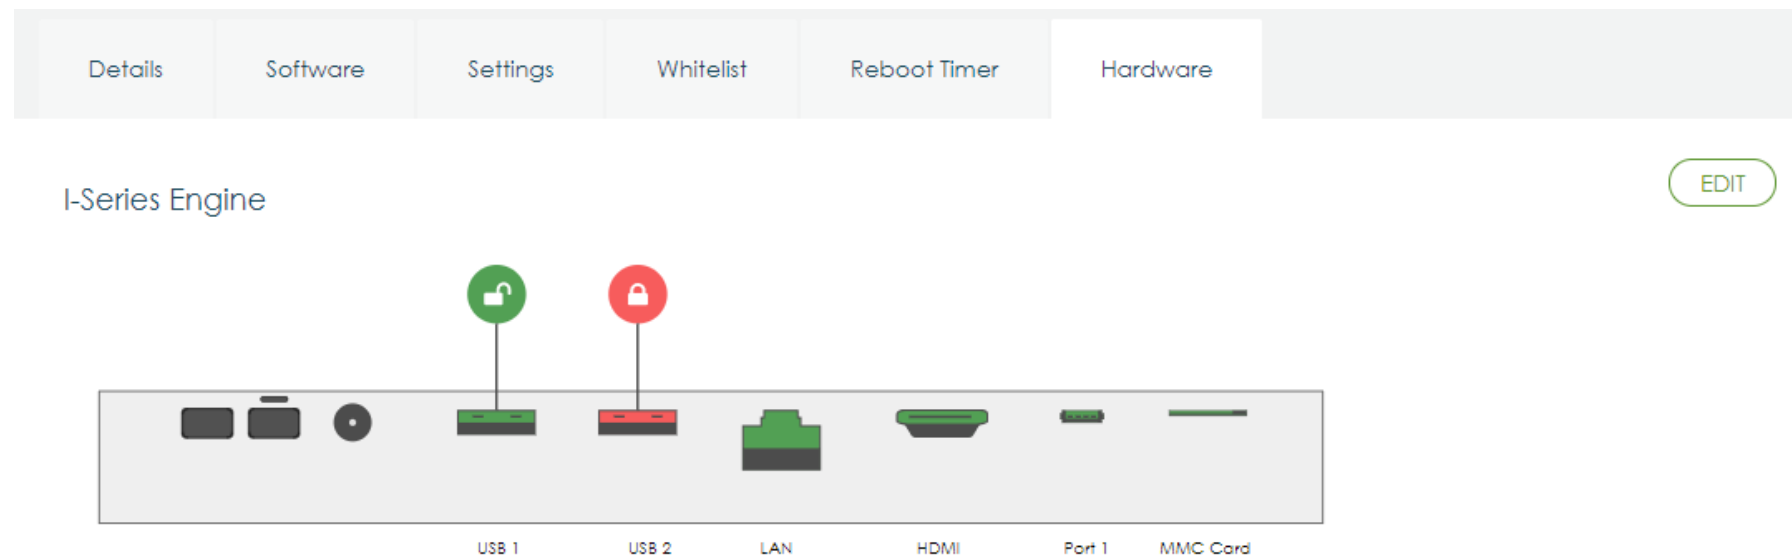 Details Software Settings Whitelist Reboot Timer Hardware
I-Series Engine EDIT
USB 1 USB 2 LAN HDMI Port 1 MMC Card